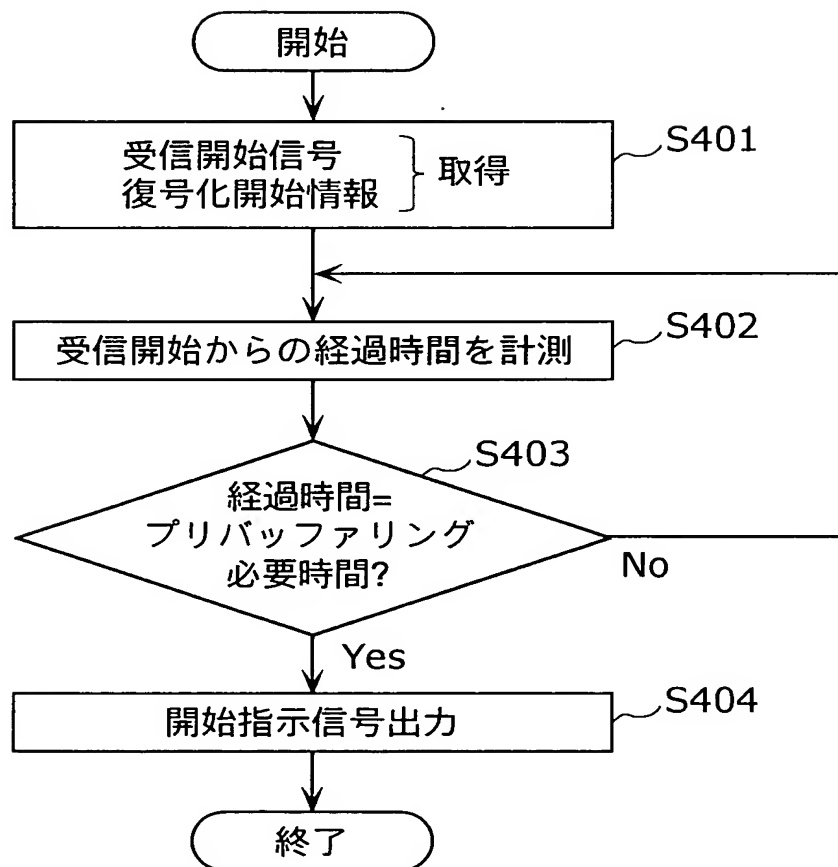 開始
受信開始信号
復号化開始情報
取得
S401
受信開始からの経過時間を計測
S402
S403
経過時間=
プリバッファリング
必要時間?
No
Yes
開始指示信号出力
S404
終了